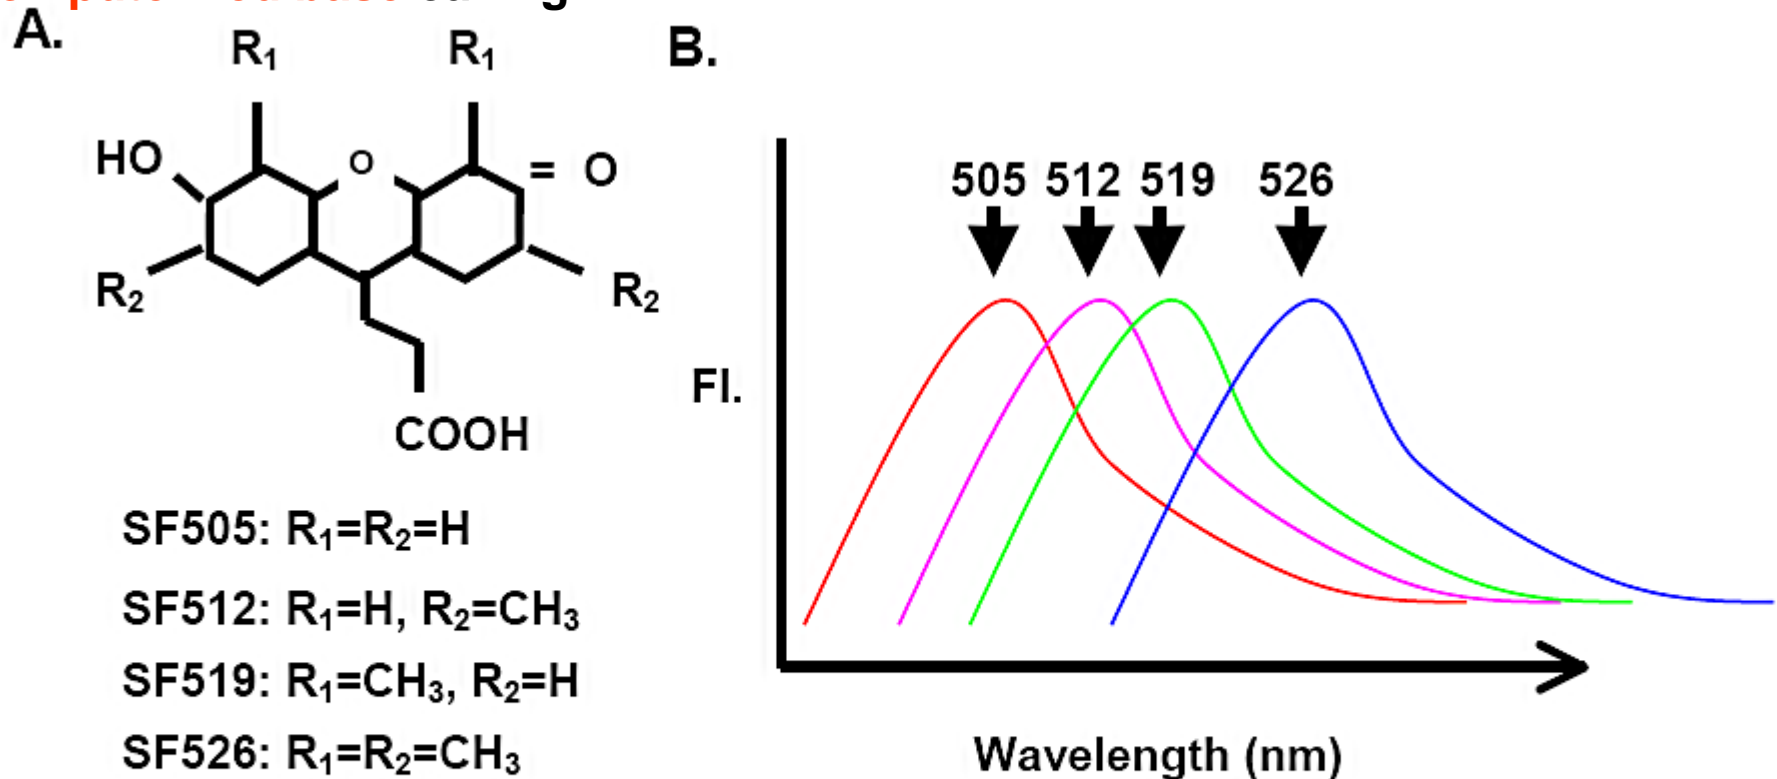 A.
R₁ R₁
HO O = O
R₂ R₂
COOH
SF505: R₁=R₂=H
SF512: R₁=H, R₂=CH₃
SF519: R₁=CH₃, R₂=H
SF526: R₁=R₂=CH₃
B.
505 512 519 526
Fl.
Wavelength (nm)